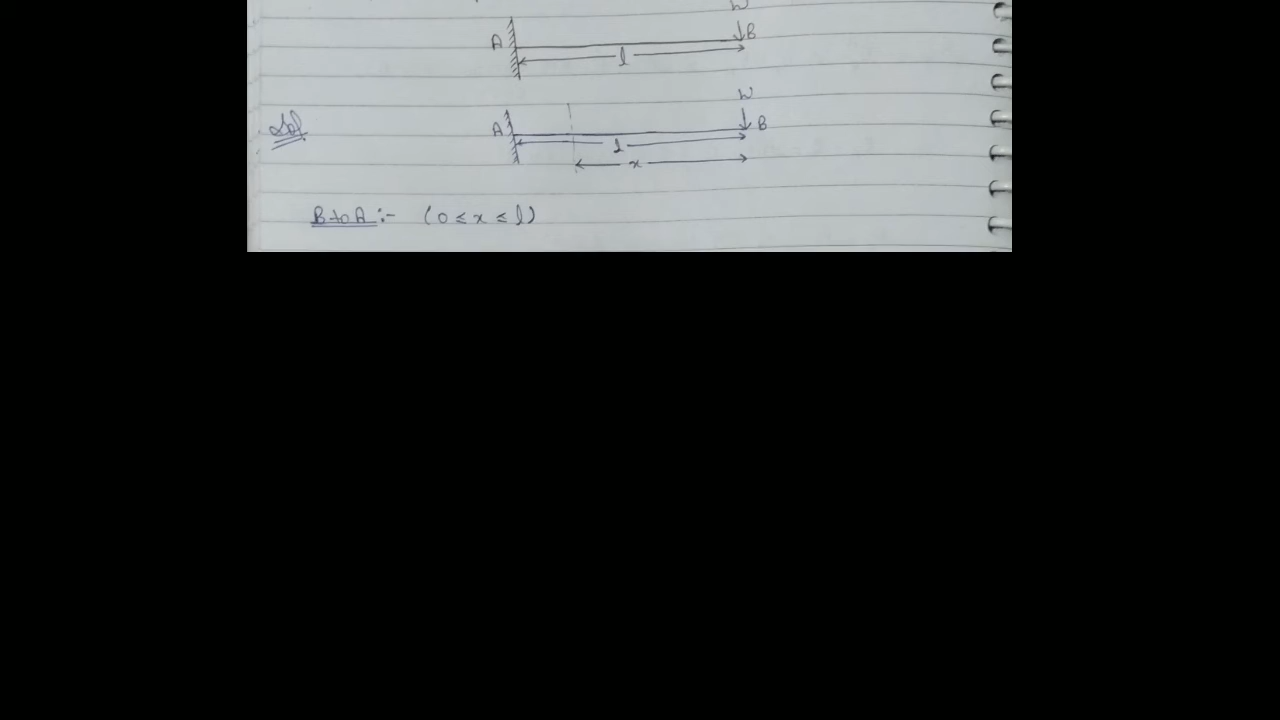 W
A B
l
Sol
W
A B
l
x
B to A :- (0 ≤ x ≤ l)